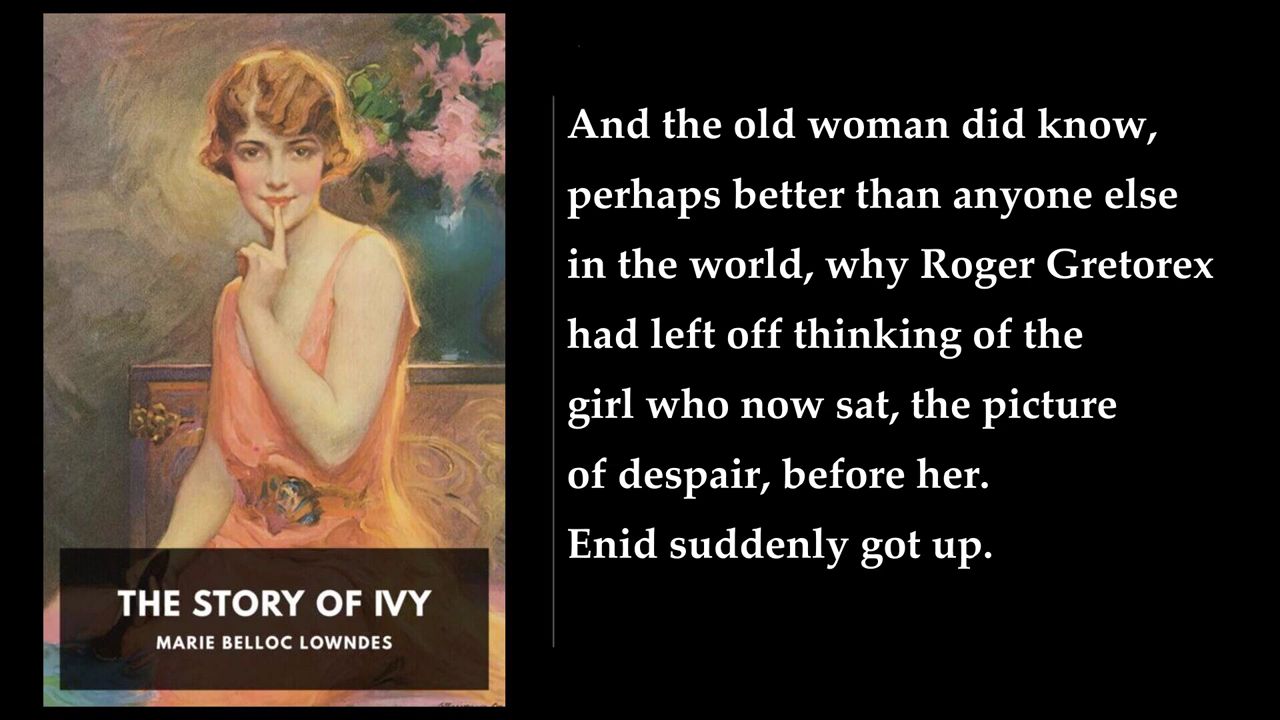 THE STORY OF IVY
MARIE BELLOC LOWNDES
And the old woman did know,
perhaps better than anyone else
in the world, why Roger Gretorex
had left off thinking of the
girl who now sat, the picture
of despair, before her.
Enid suddenly got up.